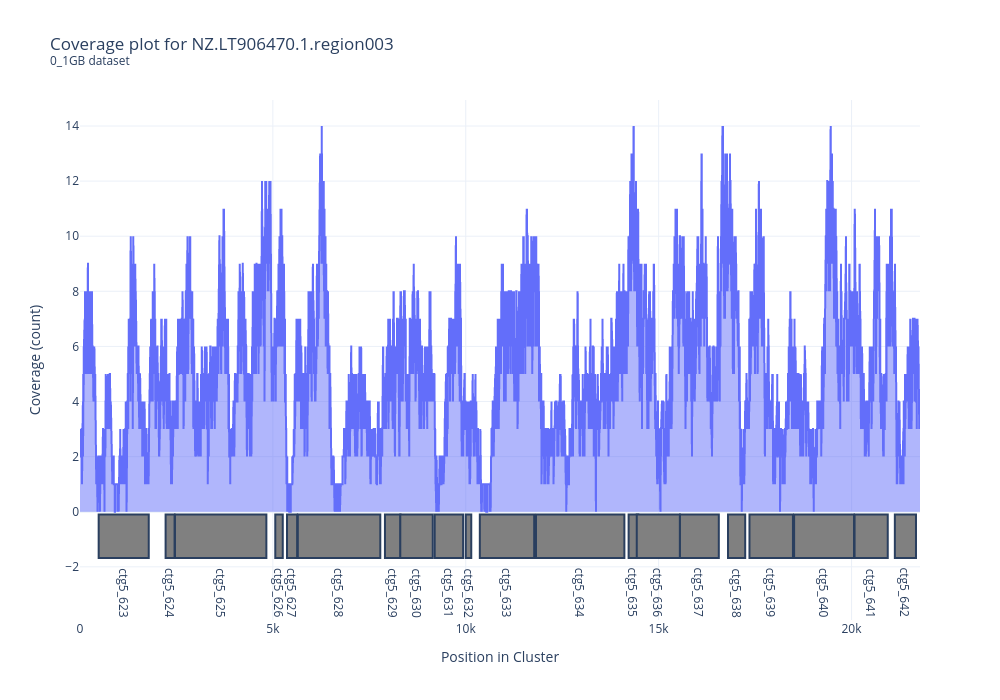 Coverage plot for NZ.LT906470.1.region003
0_1GB dataset
Coverage (count)
14
12
10
8
6
4
2
0
−2
ctg5_623
ctg5_624
ctg5_625
ctg5_626
ctg5_627
ctg5_628
ctg5_629
ctg5_630
ctg5_631
ctg5_632
ctg5_633
ctg5_634
ctg5_635
ctg5_636
ctg5_637
ctg5_638
ctg5_639
ctg5_640
ctg5_641
ctg5_642
0
5k
10k
15k
20k
Position in Cluster